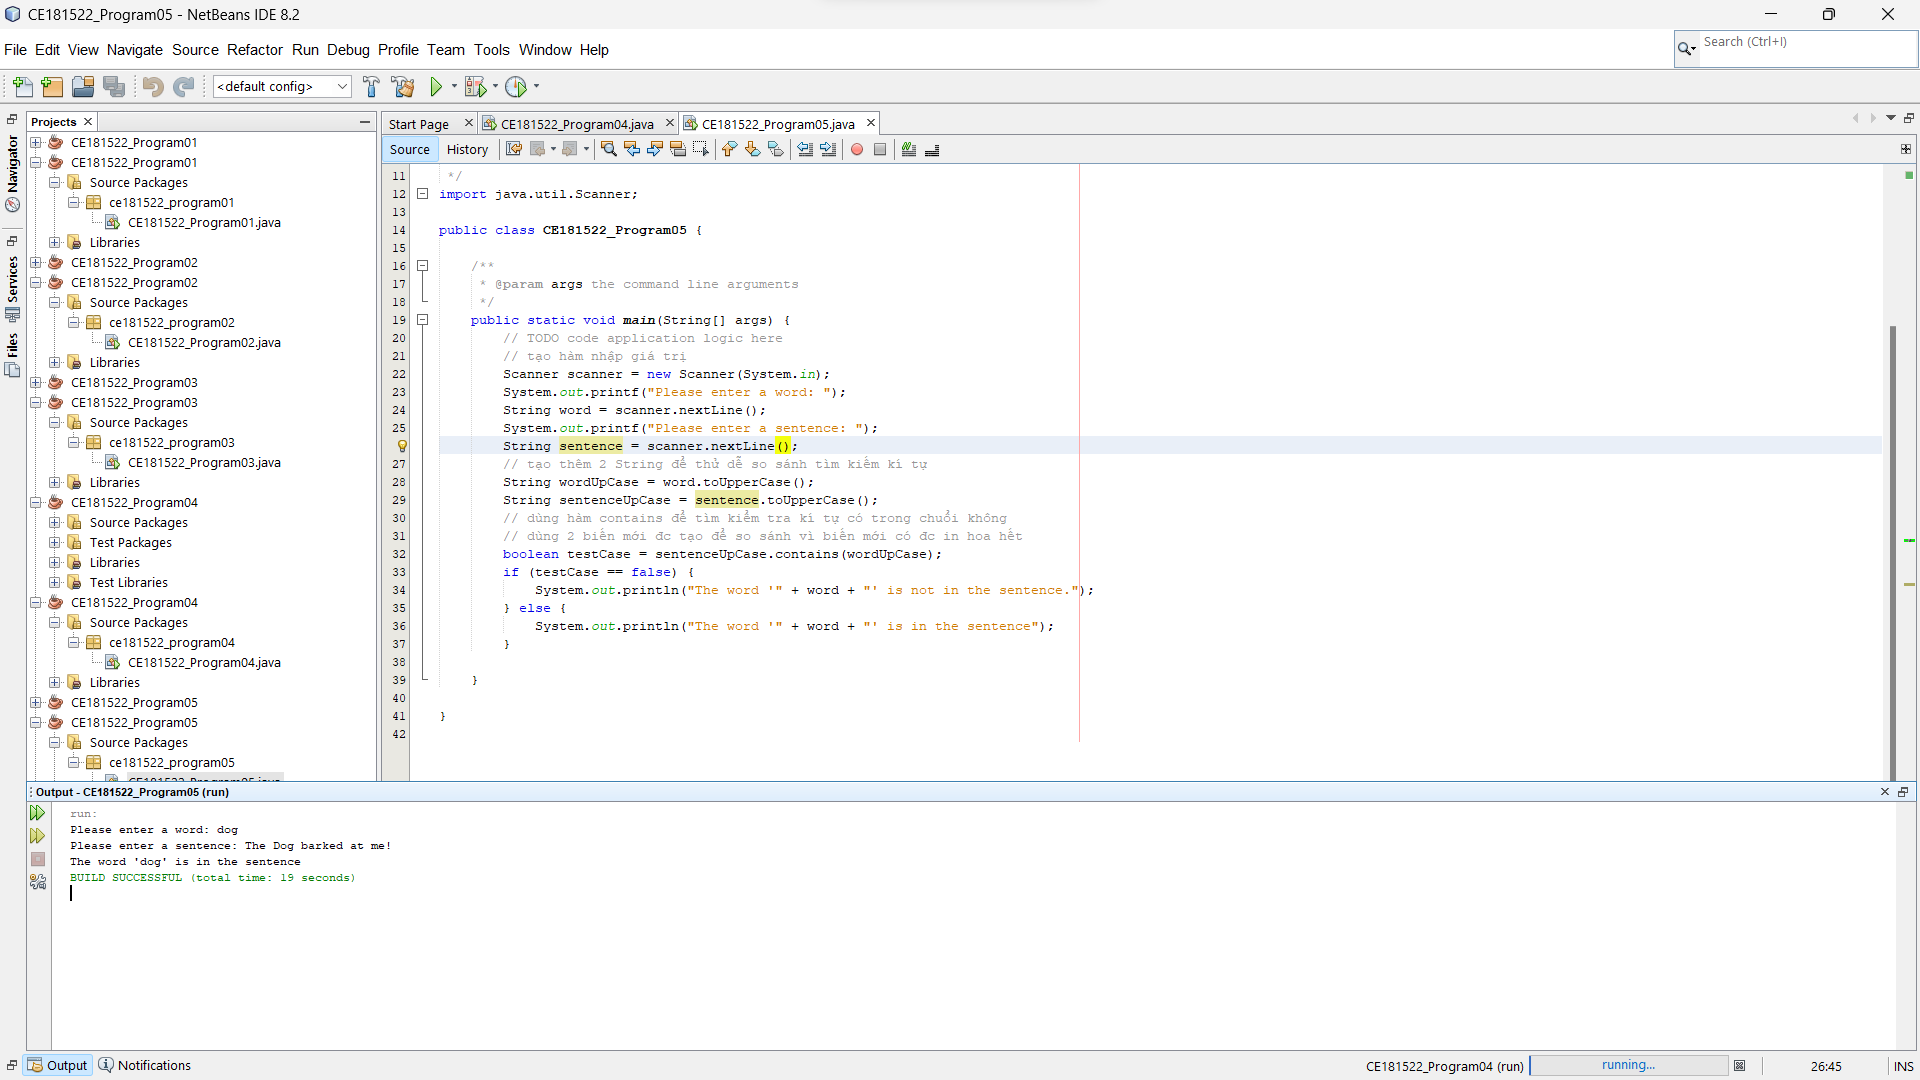 CE181522_Program05 - NetBeans IDE 8.2
File Edit View Navigate Source Refactor Run Debug Profile Team Tools Window Help
Search (Ctrl+I)
<default config>
Navigator
Services
Files
Projects
CE181522_Program01
CE181522_Program01
Source Packages
ce181522_program01
CE181522_Program01.java
Libraries
CE181522_Program02
CE181522_Program02
Source Packages
ce181522_program02
CE181522_Program02.java
Libraries
CE181522_Program03
CE181522_Program03
Source Packages
ce181522_program03
CE181522_Program03.java
Libraries
CE181522_Program04
Source Packages
Test Packages
Libraries
Test Libraries
CE181522_Program04
Source Packages
ce181522_program04
CE181522_Program04.java
Libraries
CE181522_Program05
CE181522_Program05
Source Packages
ce181522_program05
Start Page CE181522_Program04.java CE181522_Program05.java
Source History
11 */
12 import java.util.Scanner;
13
14 public class CE181522_Program05 {
15
16 /**
17 * @param args the command line arguments
18 */
19 public static void main(String[] args) {
20 // TODO code application logic here
21 // tạo hàm nhập giá trị
22 Scanner scanner = new Scanner(System.in);
23 System.out.printf("Please enter a word: ");
24 String word = scanner.nextLine();
25 System.out.printf("Please enter a sentence: ");
String sentence = scanner.nextLine();
27 // tạo thêm 2 String để thử dễ so sánh tìm kiếm kí tự
28 String wordUpCase = word.toUpperCase();
29 String sentenceUpCase = sentence.toUpperCase();
30 // dùng hàm contains để tìm kiểm tra kí tự có trong chuỗi không
31 // dùng 2 biến mới đc tạo để so sánh vì biến mới có đc in hoa hết
32 boolean testCase = sentenceUpCase.contains(wordUpCase);
33 if (testCase == false) {
34 System.out.println("The word '" + word + "' is not in the sentence.");
35 } else {
36 System.out.println("The word '" + word + "' is in the sentence");
37 }
38
39 }
40
41 }
42
Output - CE181522_Program05 (run)
run:
Please enter a word: dog
Please enter a sentence: The Dog barked at me!
The word 'dog' is in the sentence
BUILD SUCCESSFUL (total time: 19 seconds)
Output Notifications
CE181522_Program04 (run) running... 26:45 INS